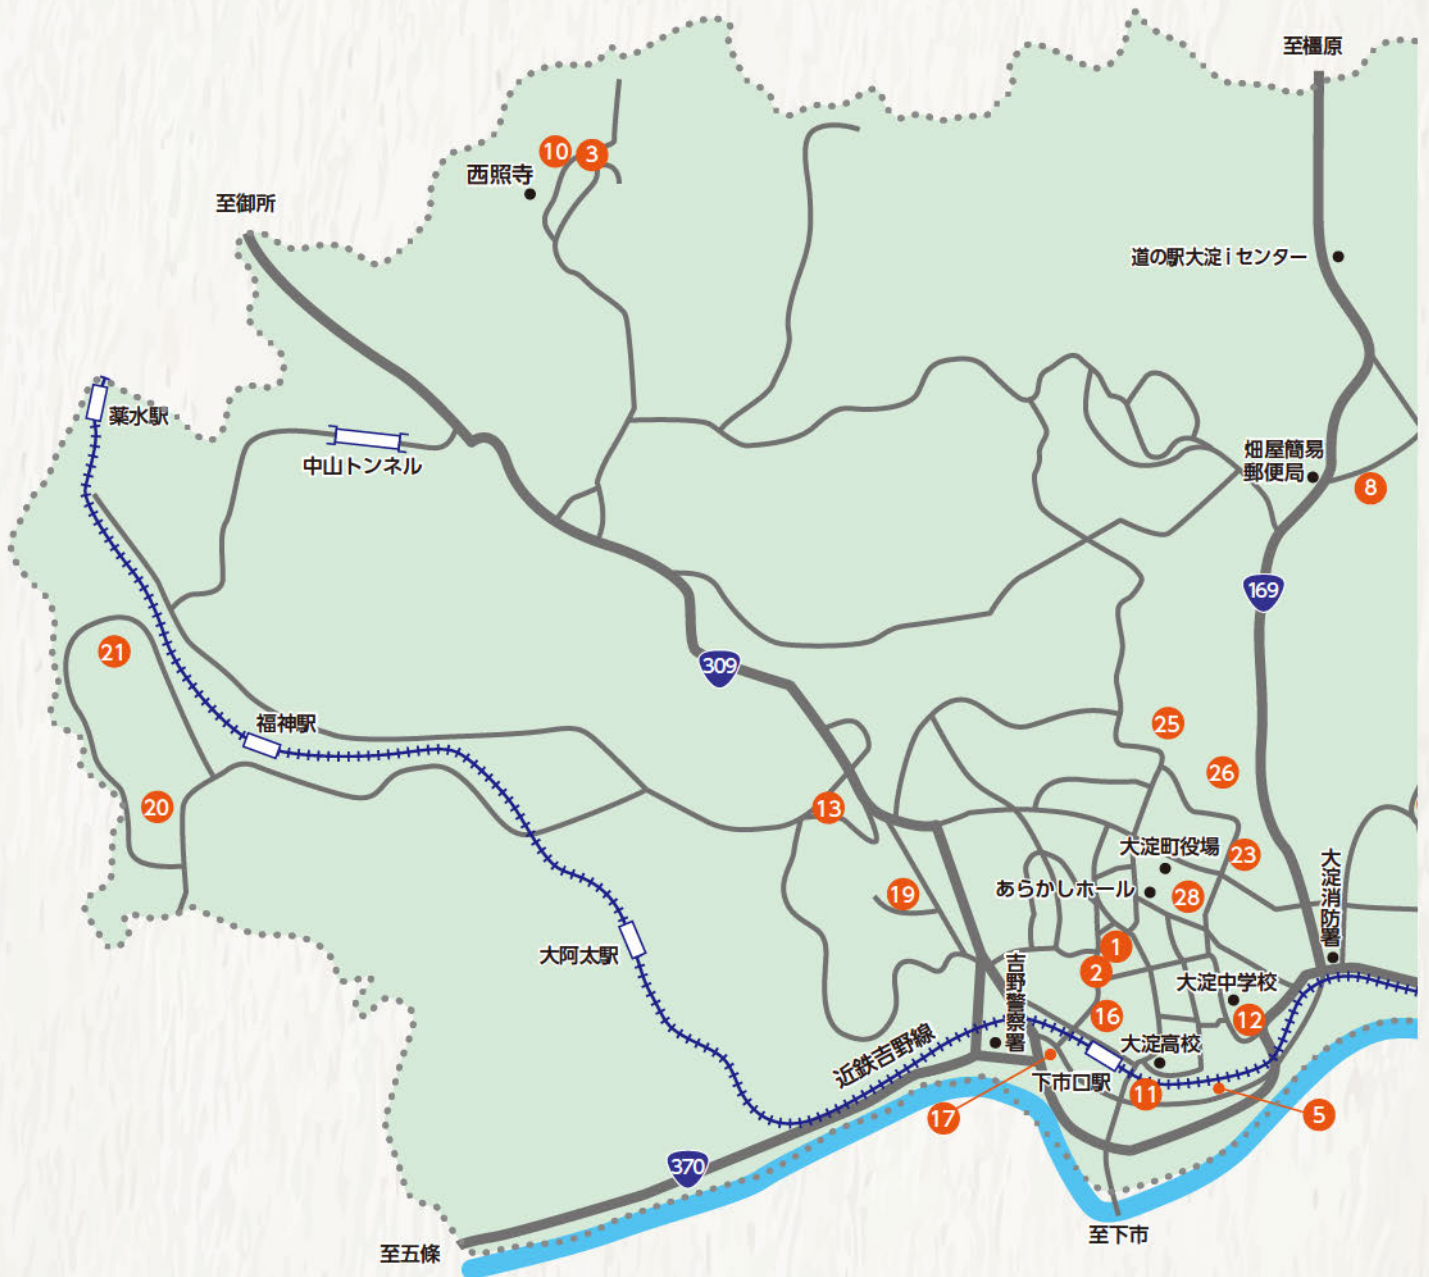 至橿原
10
3
西照寺
至御所
道の駅大淀iセンター
薬水駅
中山トンネル
畑屋簡易
郵便局
8
169
21
309
福神駅
25
26
20
13
大淀町役場
23
大淀消防署
19
あらかしホール
28
1
大阿太駅
吉野警察署
2
大淀中学校
16
12
近鉄吉野線
大淀高校
下市口駅
11
17
5
370
至下市
至五條